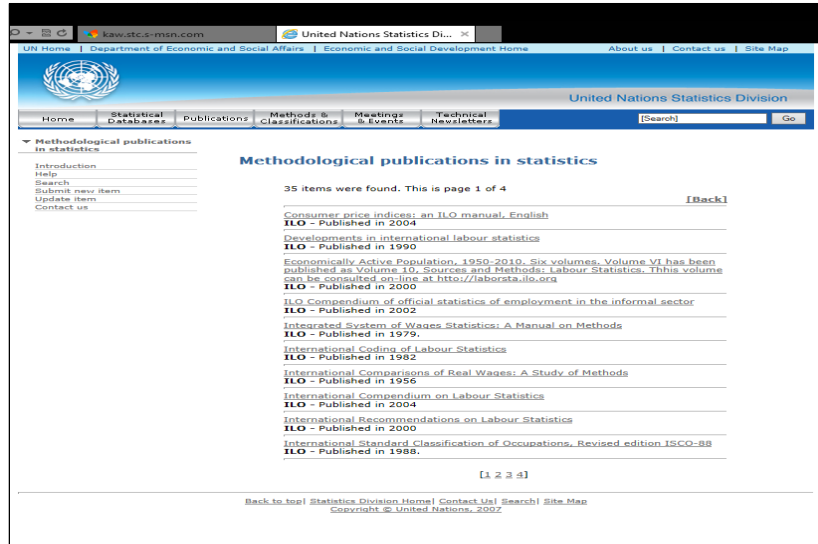 kaw.stc.s-msn.com
United Nations Statistics Di... ×
UN Home | Department of Economic and Social Affairs | Economic and Social Development Home
About us | Contact us | Site Map
United Nations Statistics Division
Home
Statistical Databases
Publications
Methods & Classifications
Meetings & Events
Technical Newsletters
[Search]
Go
Methodological publications
in statistics
Introduction
Help
Search
Submit new item
Update item
Contact us
Methodological publications in statistics
35 items were found. This is page 1 of 4
[Back]
Consumer price indices: an ILO manual, English
ILO - Published in 2004
Developments in international labour statistics
ILO - Published in 1990
Economically Active Population, 1950-2010. Six volumes. Volume VI has been
published as Volume 10, Sources and Methods: Labour Statistics. Thhis volume
can be consulted on-line at htto://laborsta.ilo.org
ILO - Published in 2000
ILO Compendium of official statistics of employment in the informal sector
ILO - Published in 2002
Integrated System of Wages Statistics: A Manual on Methods
ILO - Published in 1979.
International Coding of Labour Statistics
ILO - Published in 1982
International Comparisons of Real Wages: A Study of Methods
ILO - Published in 1956
International Compendium on Labour Statistics
ILO - Published in 2004
International Recommendations on Labour Statistics
ILO - Published in 2000
International Standard Classification of Occupations, Revised edition ISCO-88
ILO - Published in 1988.
[1 2 3 4]
Back to top| Statistics Division Home| Contact Us| Search| Site Map
Copyright © United Nations, 2007